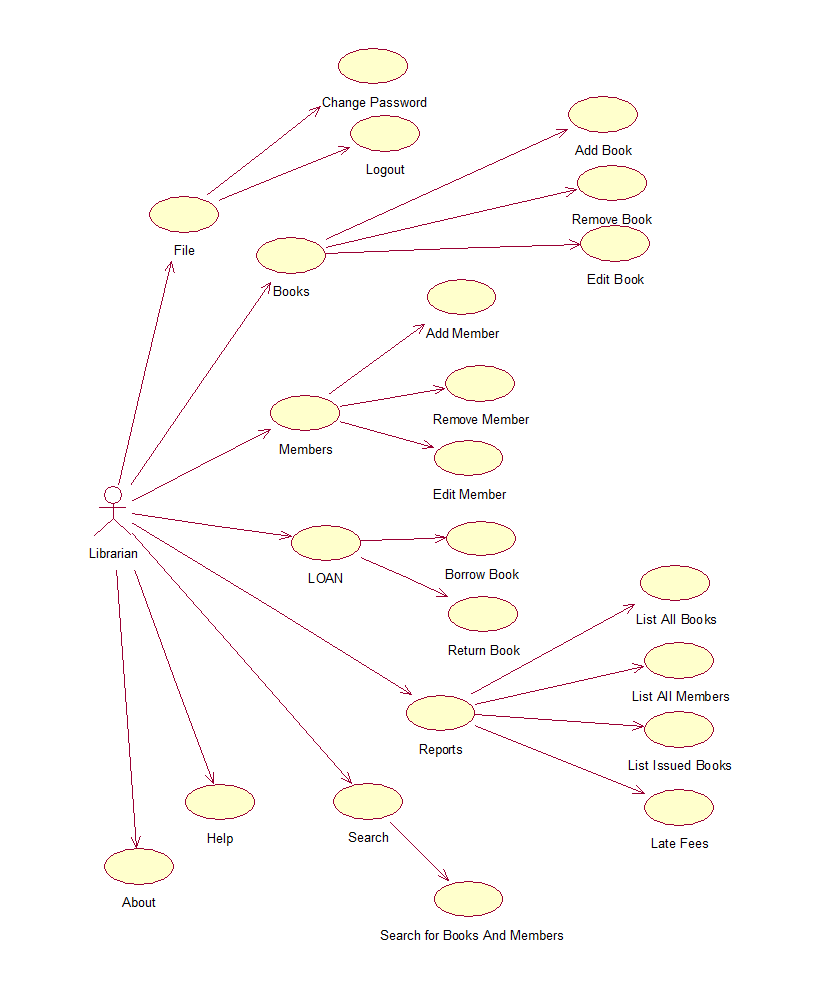 Change Password
Logout
Add Book
Remove Book
File
Edit Book
Books
Add Member
Remove Member
Members
Edit Member
Librarian
LOAN
Borrow Book
List All Books
Return Book
List All Members
Reports
List Issued Books
Help
Search
Late Fees
About
Search for Books And Members